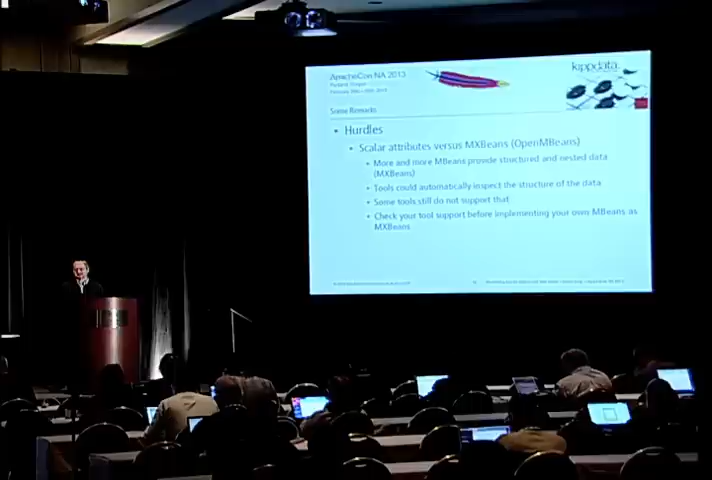 ApacheCon NA 2013
kippdata
Some Remarks
Hurdles
Scalar attributes versus MXBeans (OpenMBeans)
More and more MBeans provide structured and nested data
(MXBeans)
Tools could automatically inspect the structure of the data
Some tools still do not support that
Check your tool support before implementing your own MBeans as
MXBeans